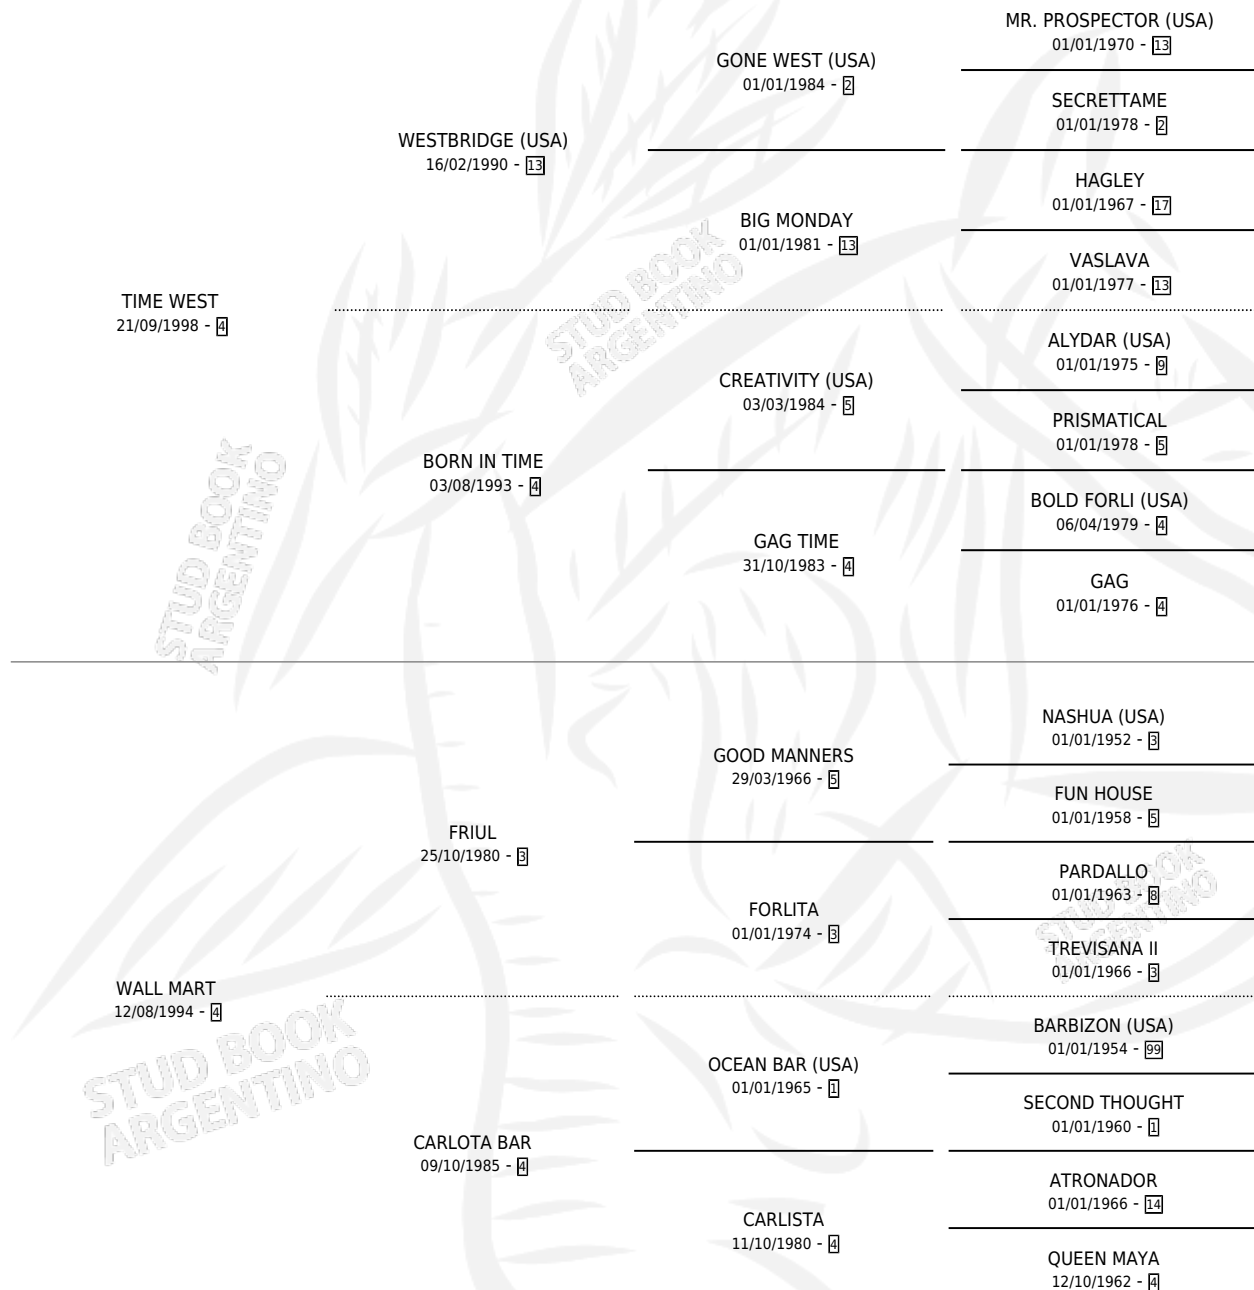 MR. PROSPECTOR (USA)
01/01/1970 - 13
GONE WEST (USA)
01/01/1984 - 2
SECRETTAME
01/01/1978 - 2
WESTBRIDGE (USA)
16/02/1990 - 13
HAGLEY
01/01/1967 - 17
BIG MONDAY
01/01/1981 - 13
VASLAVA
01/01/1977 - 13
TIME WEST
21/09/1998 - 4
ALYDAR (USA)
01/01/1975 - 9
CREATIVITY (USA)
03/03/1984 - 5
PRISMATICAL
01/01/1978 - 5
BORN IN TIME
03/08/1993 - 4
BOLD FORLI (USA)
06/04/1979 - 4
GAG TIME
31/10/1983 - 4
GAG
01/01/1976 - 4
NASHUA (USA)
01/01/1952 - 3
GOOD MANNERS
29/03/1966 - 5
FUN HOUSE
01/01/1958 - 5
FRIUL
25/10/1980 - 3
PARDALLO
01/01/1963 - 8
FORLITA
01/01/1974 - 3
TREVISANA II
01/01/1966 - 3
WALL MART
12/08/1994 - 4
BARBIZON (USA)
01/01/1954 - 99
OCEAN BAR (USA)
01/01/1965 - 1
SECOND THOUGHT
01/01/1960 - 1
CARLOTA BAR
09/10/1985 - 4
ATRONADOR
01/01/1966 - 14
CARLISTA
11/10/1980 - 4
QUEEN MAYA
12/10/1962 - 4
STUD BOOK
ARGENTINO
STUD BOOK
ARGENTINO
STUD BOOK
ARGENTINO
STUD BOOK
ARGENTINO